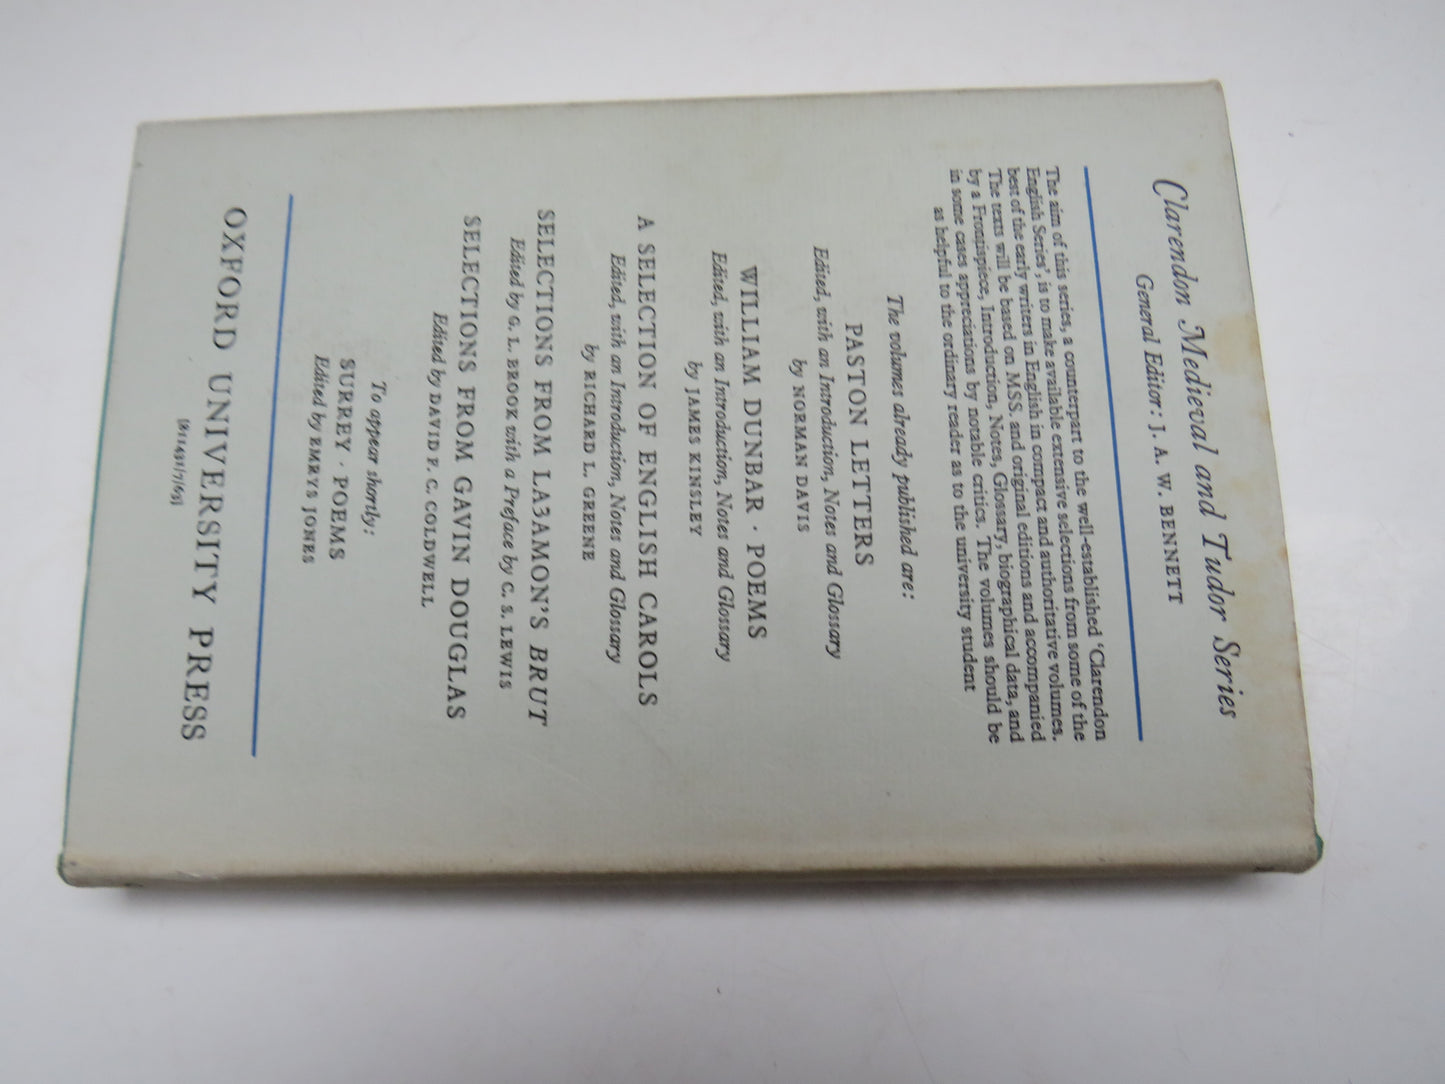 Clarendon Medieval and Tudor Series
General Editor: J. A. W. BENNETT
The aim of this series, a counterpart to the well-established ‘Clarendon
English Series’, is to make available extensive selections from some of the
best of the early writers in English in compact and authoritative volumes.
The texts will be based on MSS. and original editions and accompanied
by a Frontispiece, Introduction, Notes, Glossary, biographical data, and
in some cases appreciations by notable critics. The volumes should be
as helpful to the ordinary reader as to the university student
The volumes already published are:
PASTON LETTERS
Edited, with an Introduction, Notes and Glossary
by NORMAN DAVIS
WILLIAM DUNBAR · POEMS
Edited, with an Introduction, Notes and Glossary
by JAMES KINSLEY
A SELECTION OF ENGLISH CAROLS
Edited, with an Introduction, Notes and Glossary
by RICHARD L. GREENE
SELECTIONS FROM LAȜAMON’S BRUT
Edited by G. L. BROOK with a Preface by C. S. LEWIS
SELECTIONS FROM GAVIN DOUGLAS
Edited by DAVID F. C. COLDWELL
To appear shortly:
SURREY · POEMS
Edited by EMRYS JONES
OXFORD UNIVERSITY PRESS